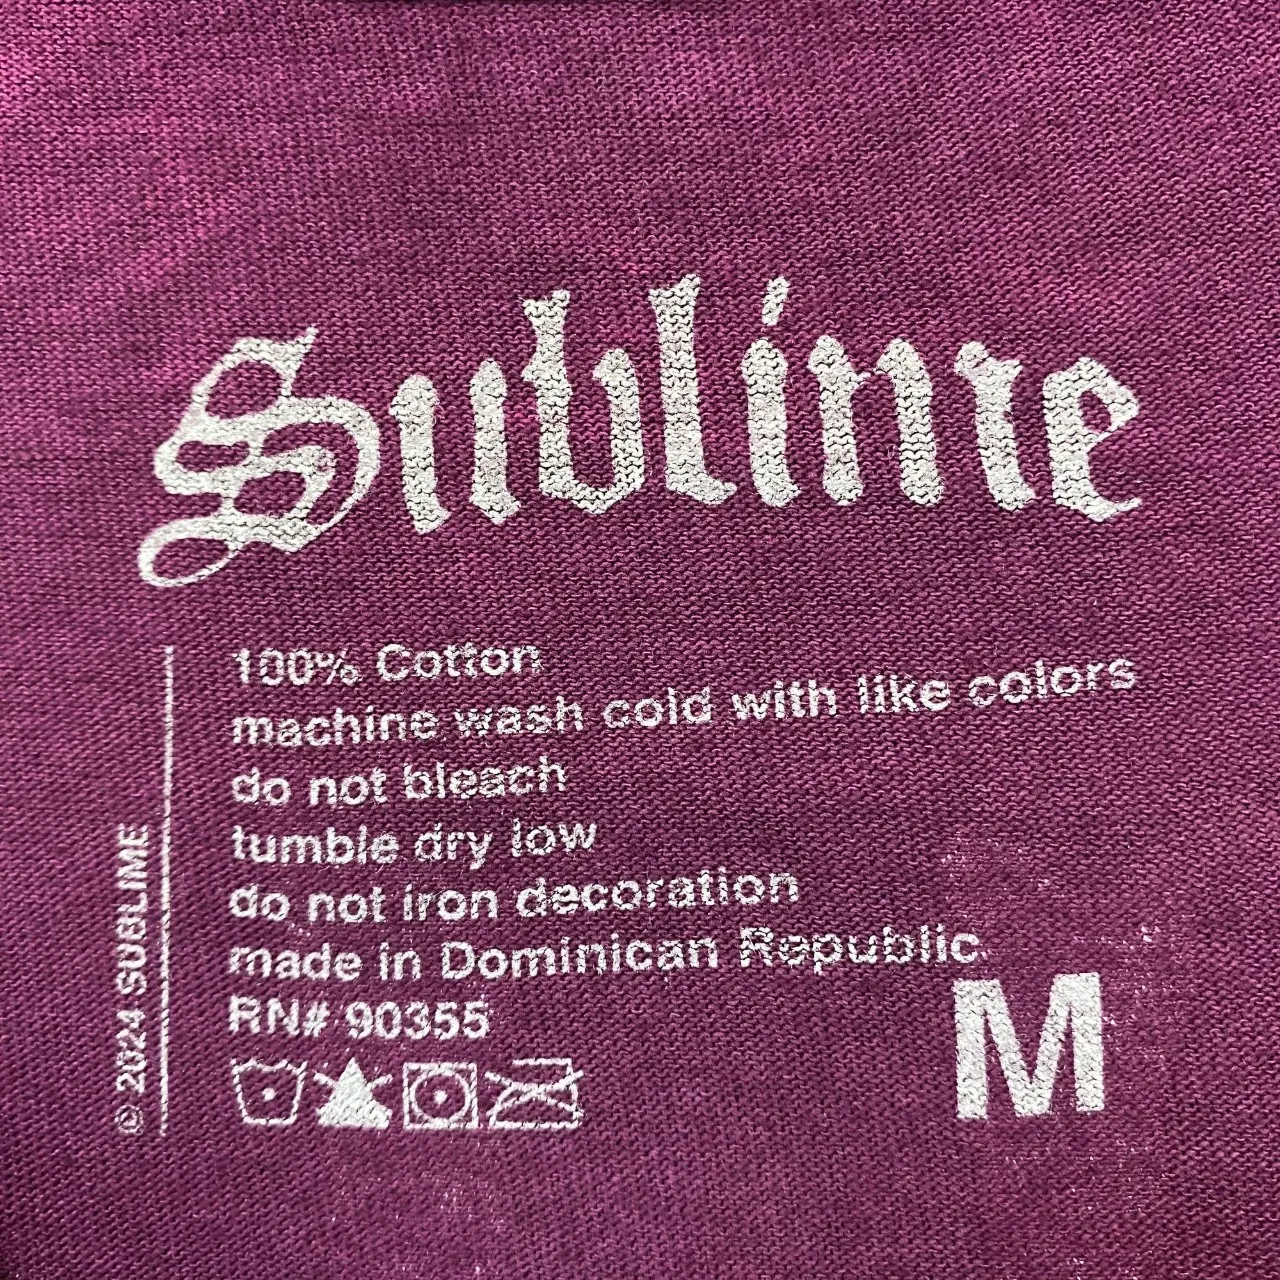 Sublime
100% Cotton
machine wash cold with like colors
do not bleach
tumble dry low
do not iron decoration
made in Dominican Republic
RN# 90355
M
© 2024 SUBLIME